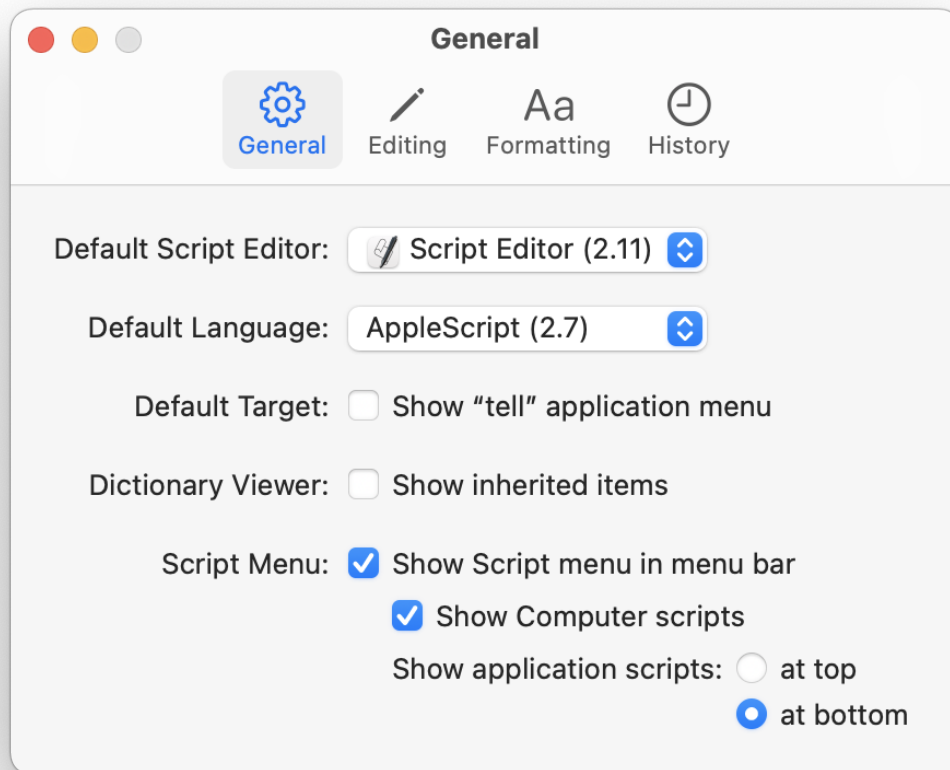 General
General
Editing
Aa
Formatting
History
Default Script Editor: Script Editor (2.11)
Default Language: AppleScript (2.7)
Default Target: Show “tell” application menu
Dictionary Viewer: Show inherited items
Script Menu: Show Script menu in menu bar
Show Computer scripts
Show application scripts: at top
at bottom